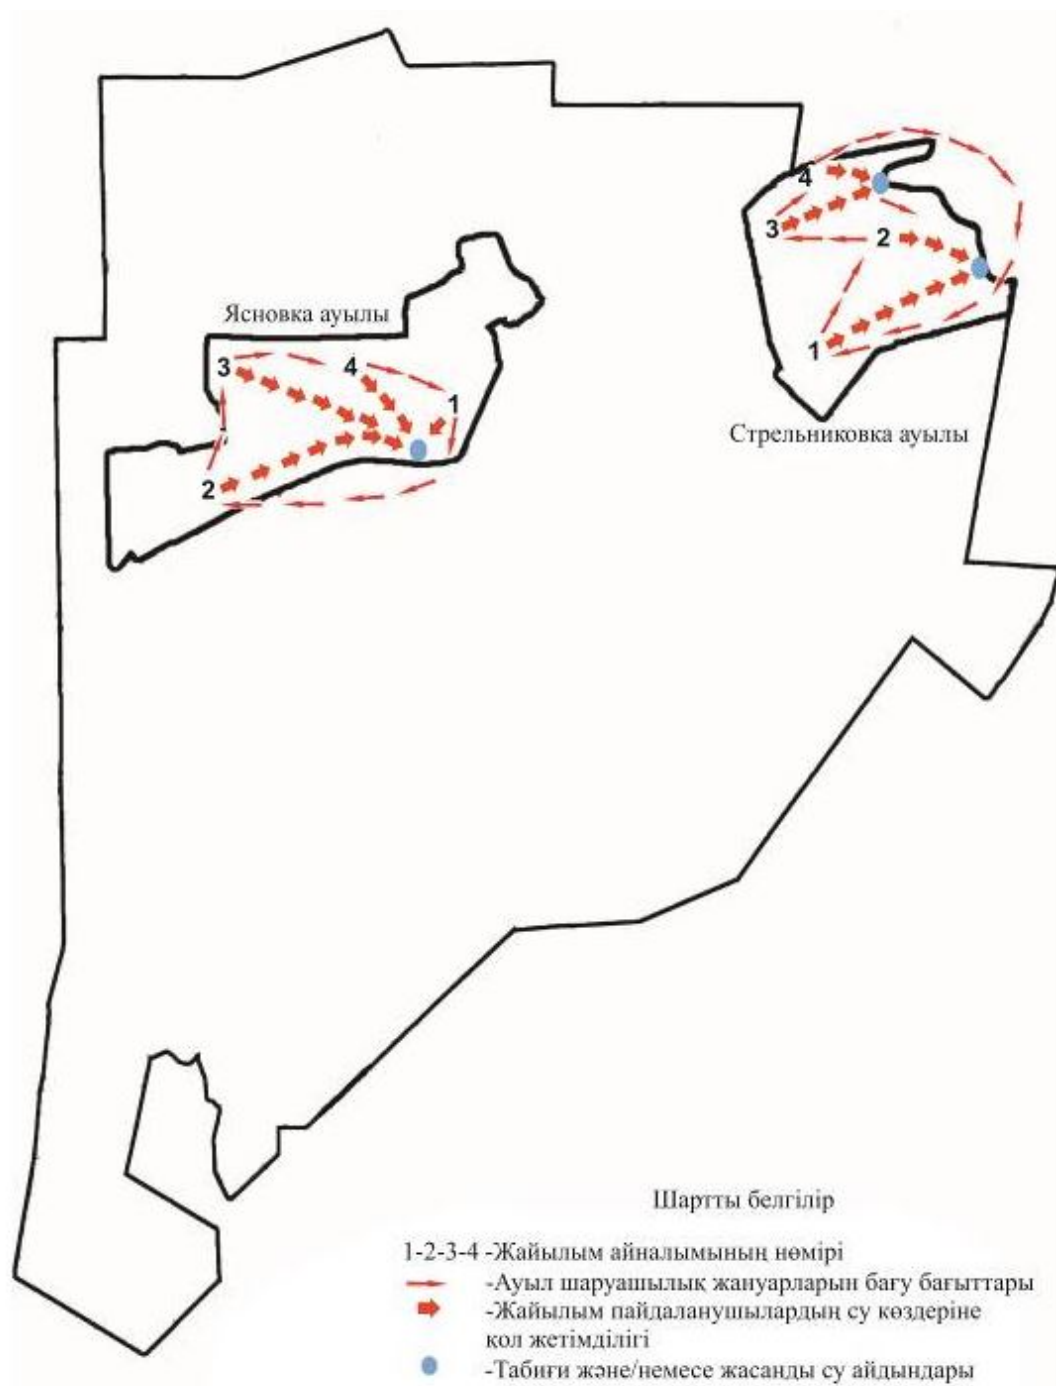 4
3
2
1
Ясновка ауылы
3
4
1
2
Стрельниковка ауылы
Шартты белгілір
1-2-3-4 -Жайылым айналымының нөмірі
-Ауыл шаруашылық жануарларын бағу бағыттары
-Жайылым пайдаланушылардың су көздеріне
қол жетімділігі
-Табиғи және/немесе жасанды су айдындары